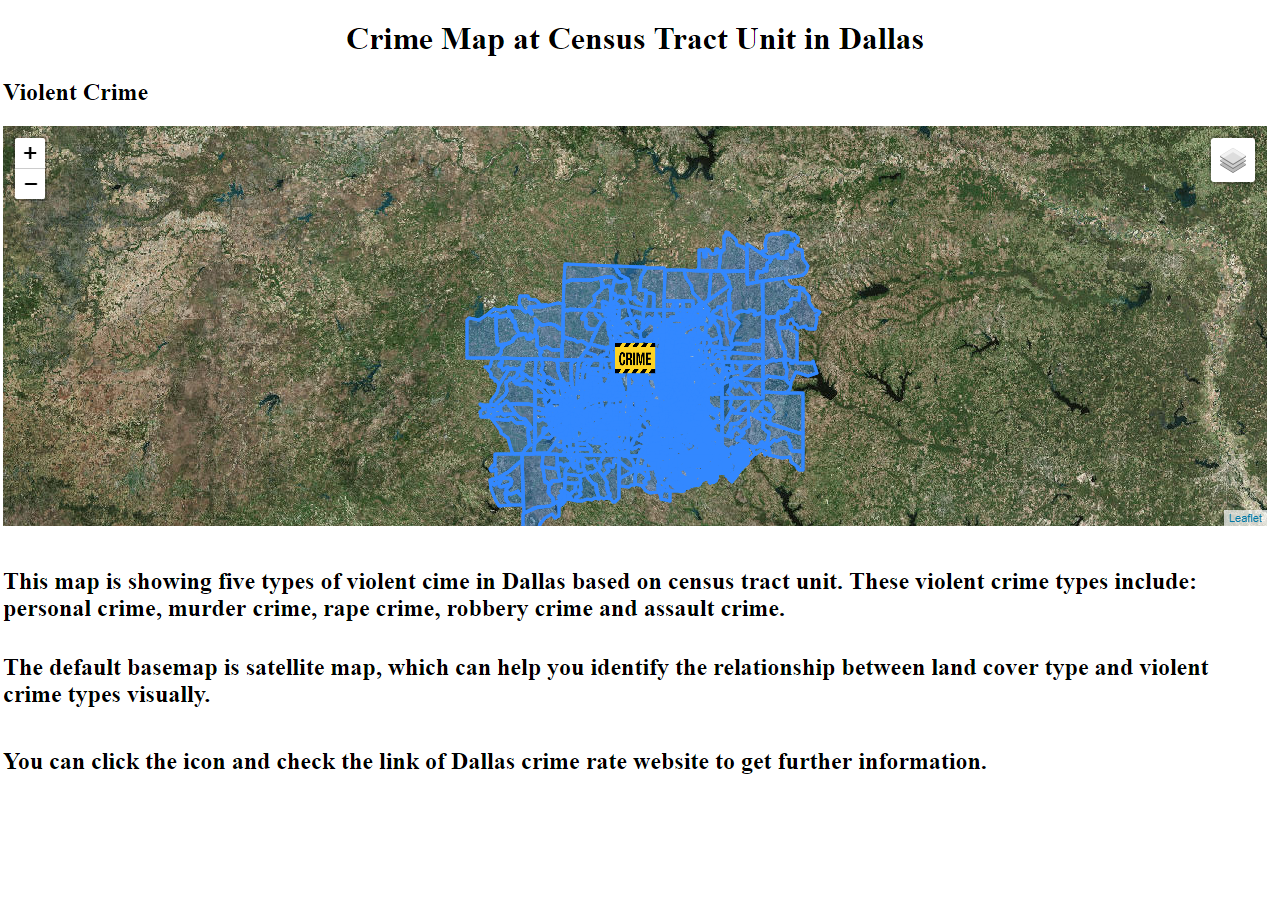 Crime Map at Census Tract Unit in Dallas
Violent Crime
+
−
CRIME
Leaflet
This map is showing five types of violent cime in Dallas based on census tract unit. These violent crime types include:
personal crime, murder crime, rape crime, robbery crime and assault crime.
The default basemap is satellite map, which can help you identify the relationship between land cover type and violent
crime types visually.
You can click the icon and check the link of Dallas crime rate website to get further information.